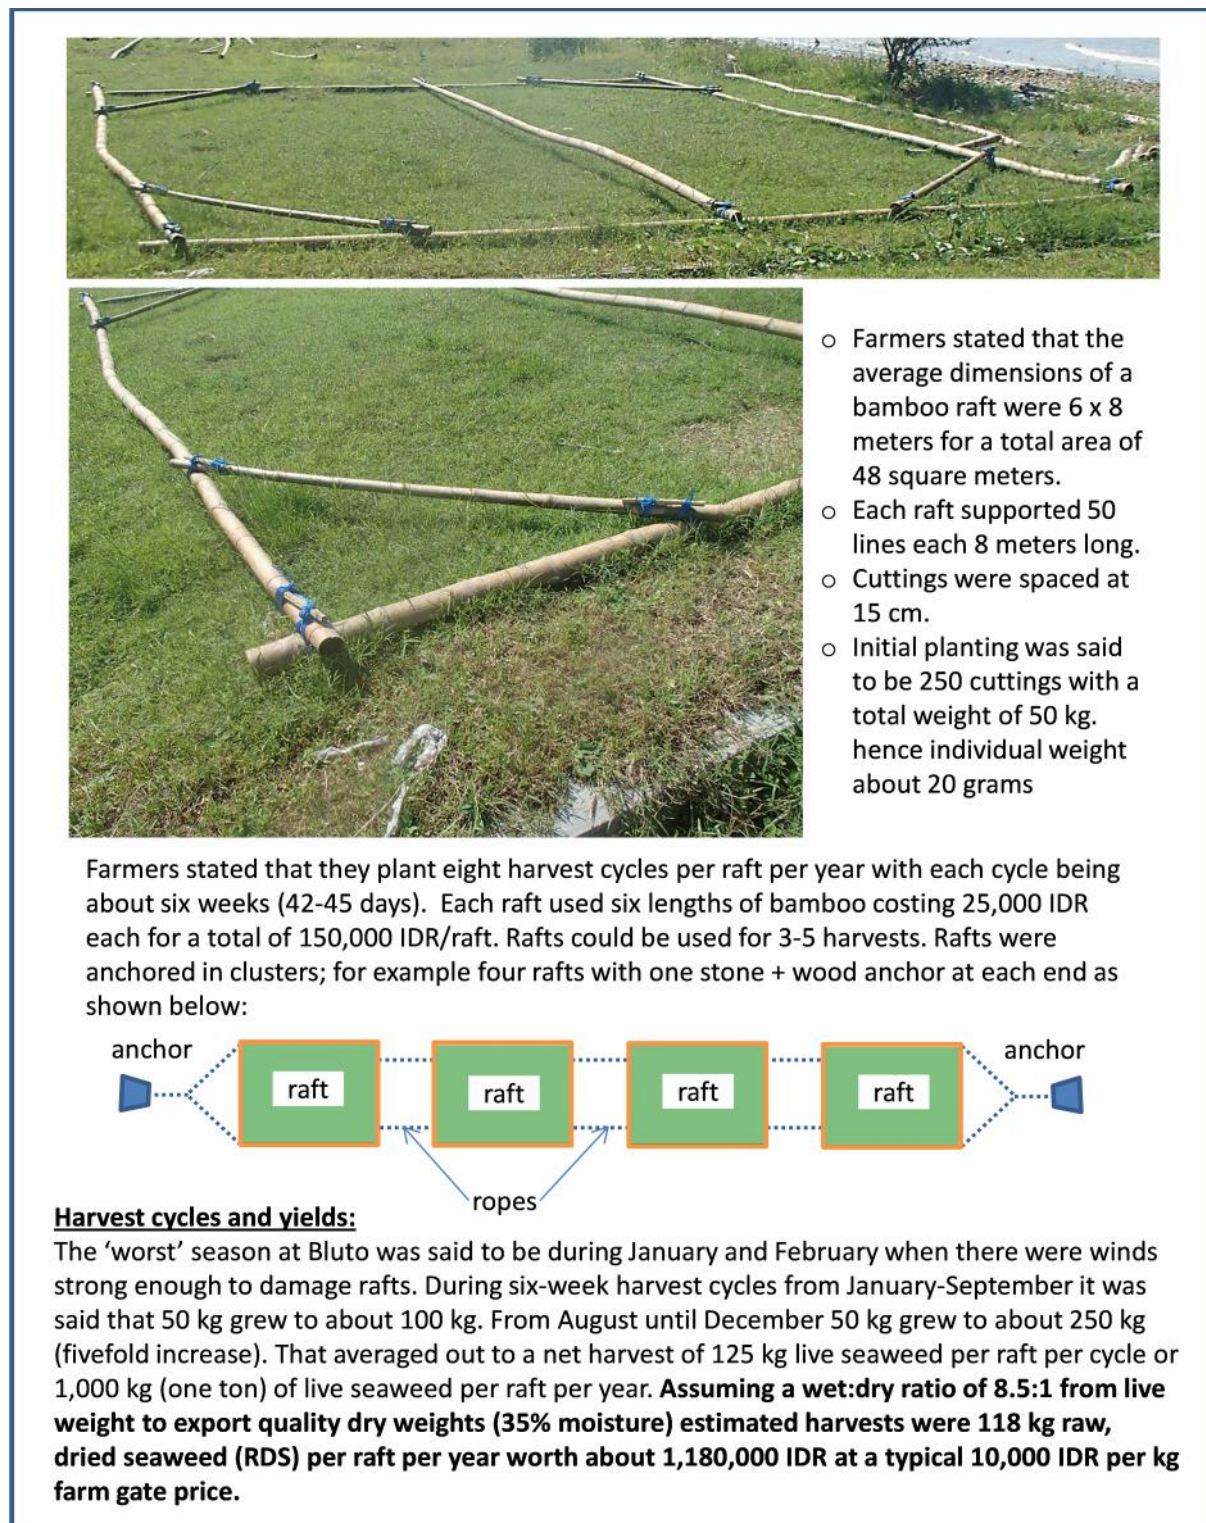 o Farmers stated that the
average dimensions of a
bamboo raft were 6 x 8
meters for a total area of
48 square meters.
o Each raft supported 50
lines each 8 meters long.
o Cuttings were spaced at
15 cm.
o Initial planting was said
to be 250 cuttings with a
total weight of 50 kg.
hence individual weight
about 20 grams
Farmers stated that they plant eight harvest cycles per raft per year with each cycle being
about six weeks (42-45 days).  Each raft used six lengths of bamboo costing 25,000 IDR
each for a total of 150,000 IDR/raft. Rafts could be used for 3-5 harvests. Rafts were
anchored in clusters; for example four rafts with one stone + wood anchor at each end as
shown below:
anchor
anchor
raft
raft
raft
raft
ropes
Harvest cycles and yields:
The ‘worst’ season at Bluto was said to be during January and February when there were winds
strong enough to damage rafts. During six-week harvest cycles from January-September it was
said that 50 kg grew to about 100 kg. From August until December 50 kg grew to about 250 kg
(fivefold increase). That averaged out to a net harvest of 125 kg live seaweed per raft per cycle or
1,000 kg (one ton) of live seaweed per raft per year. Assuming a wet:dry ratio of 8.5:1 from live
weight to export quality dry weights (35% moisture) estimated harvests were 118 kg raw,
dried seaweed (RDS) per raft per year worth about 1,180,000 IDR at a typical 10,000 IDR per kg
farm gate price.